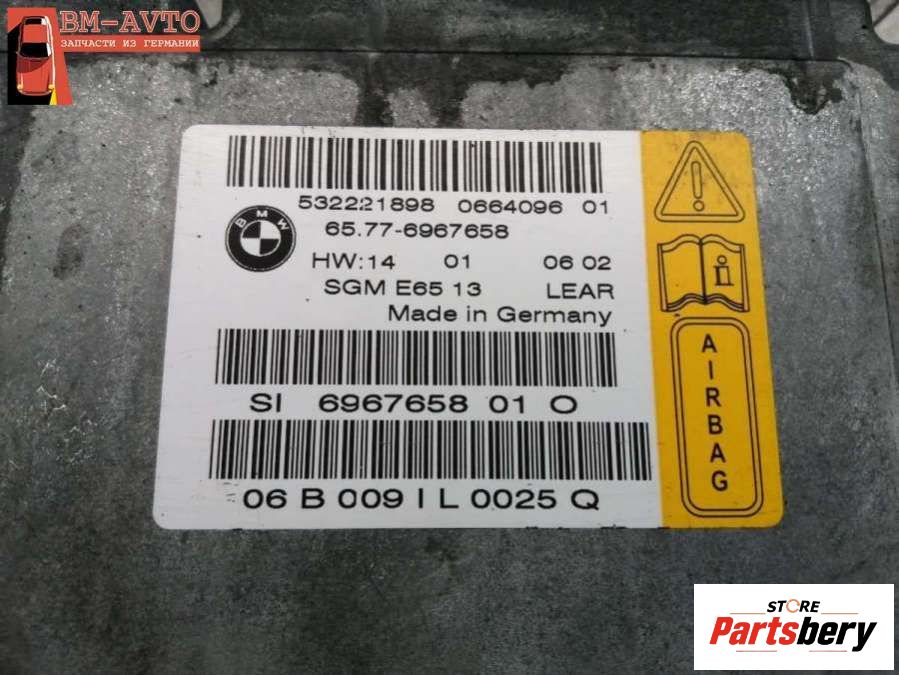 BM-AVTO
ЗАПЧАСТИ ИЗ ГЕРМАНИИ
532221898 0664096 01
BMW
65.77-6967658
HW:14 01 06 02
SGM E65 13 LEAR
Made in Germany
SI 6967658 01 O
06 B 009 I L 0025 Q
AIRBAG
STORE
Partsbery